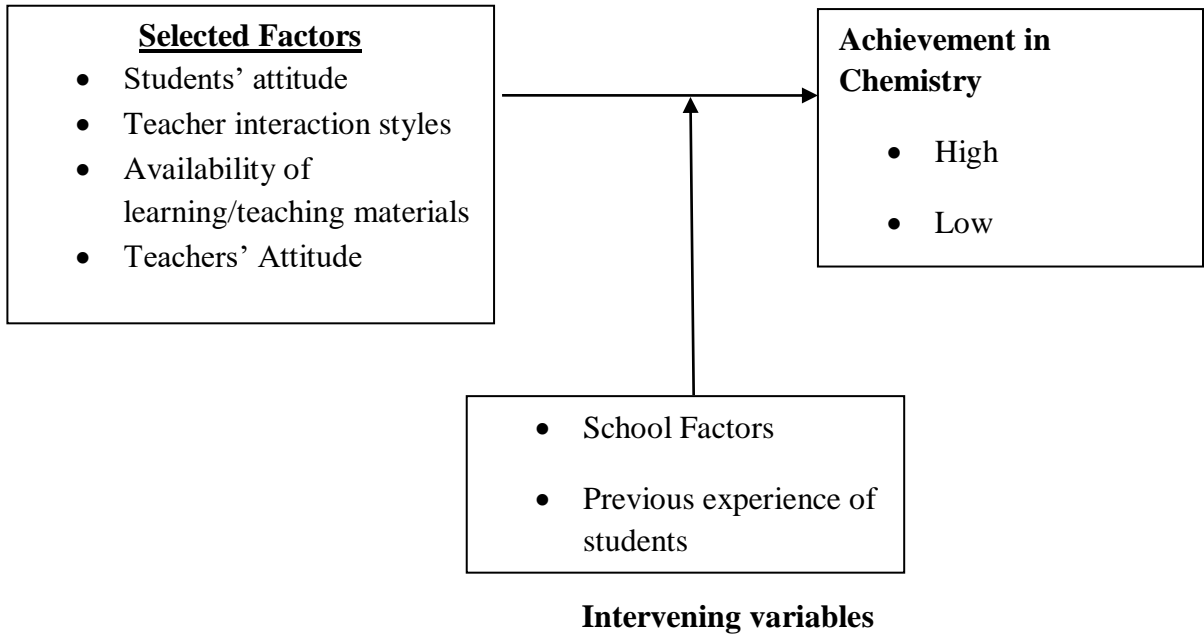 Selected Factors
• Students’ attitude
• Teacher interaction styles
• Availability of
learning/teaching materials
• Teachers’ Attitude
Achievement in
Chemistry
• High
• Low
• School Factors
• Previous experience of
students
Intervening variables